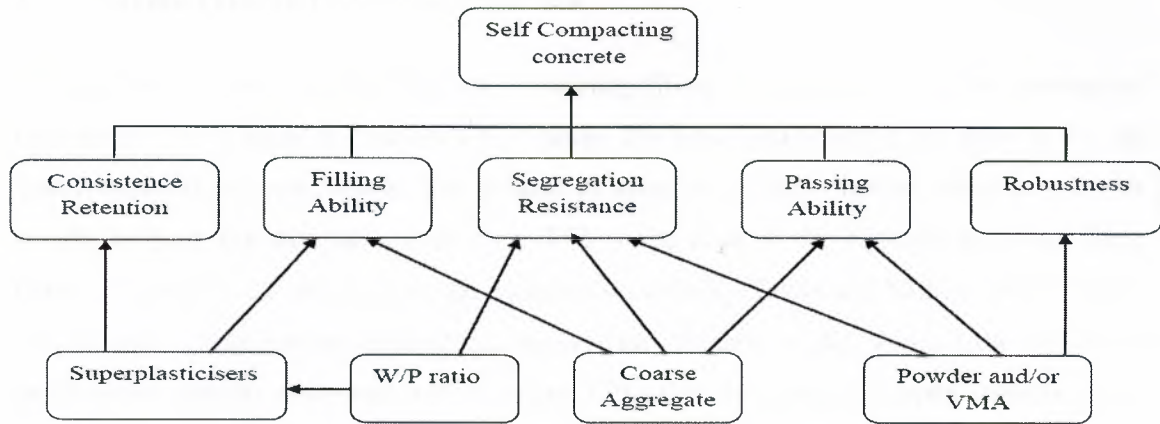 Self Compacting
concrete
Consistence
Retention
Filling
Ability
Segregation
Resistance
Passing
Ability
Robustness
Superplasticisers
W/P ratio
Coarse
Aggregate
Powder and/or
VMA